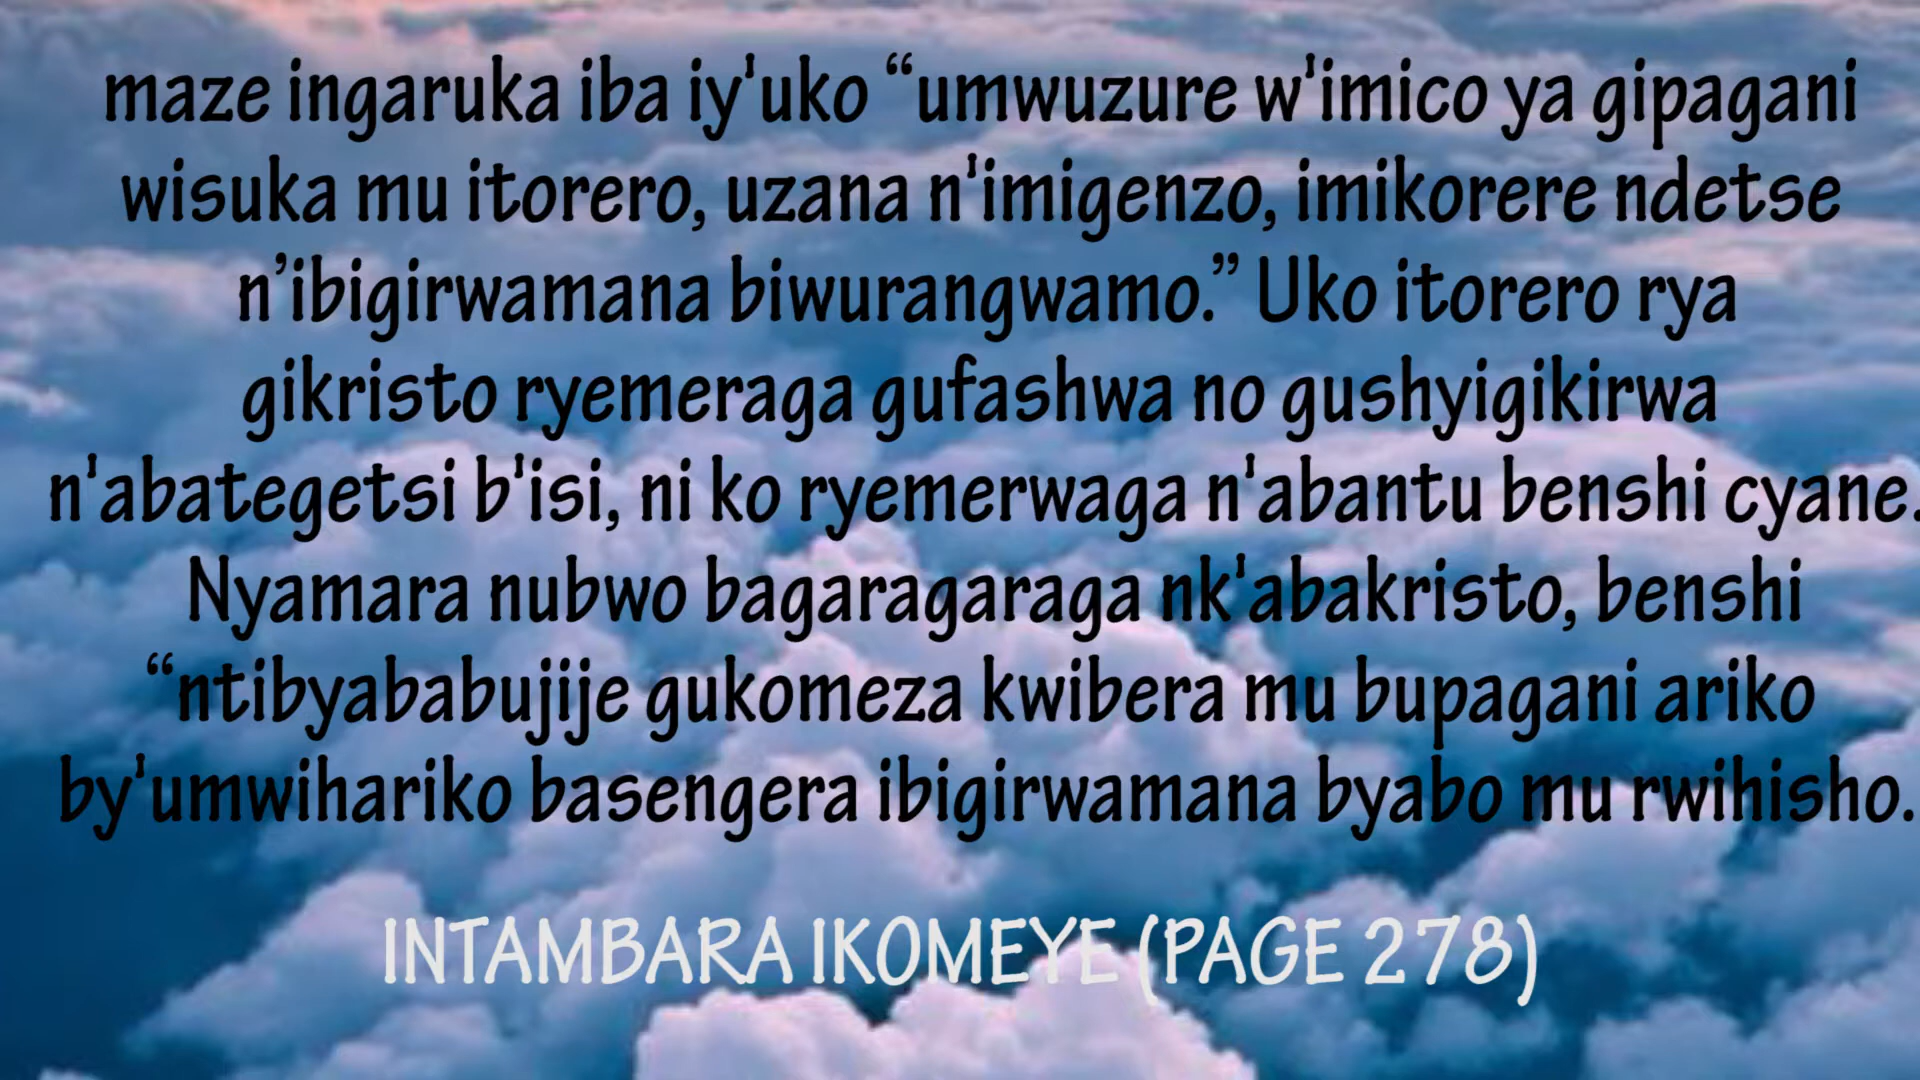 maze ingaruka iba iy'uko “umwuzure w'imico ya gipagani
wisuka mu itorero, uzana n'imigenzo, imikorere ndetse
n’ibigirwamana biwurangwamo.” Uko itorero rya
gikristo ryemeraga gufashwa no gushyigikirwa
n'abategetsi b'isi, ni ko ryemerwaga n'abantu benshi cyane.
Nyamara nubwo bagaragaraga nk'abakristo, benshi
“ntibyababujije gukomeza kwibera mu bupagani ariko
by'umwihariko basengera ibigirwamana byabo mu rwihisho.
INTAMBARA IKOMEYE (PAGE 278)